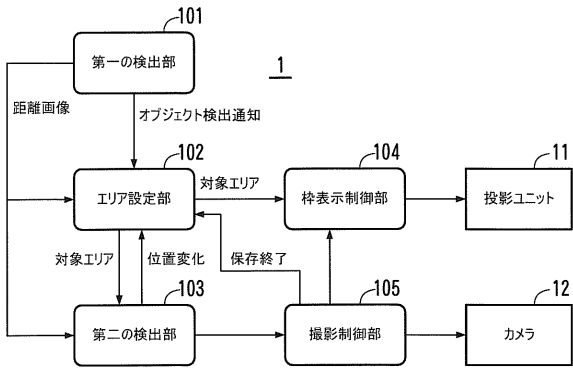 101
第一の検出部
1
距離画像
オブジェクト検出通知
102
104
11
エリア設定部
対象エリア
枠表示制御部
投影ユニット
対象エリア
位置変化
保存終了
103
105
12
第二の検出部
撮影制御部
カメラ